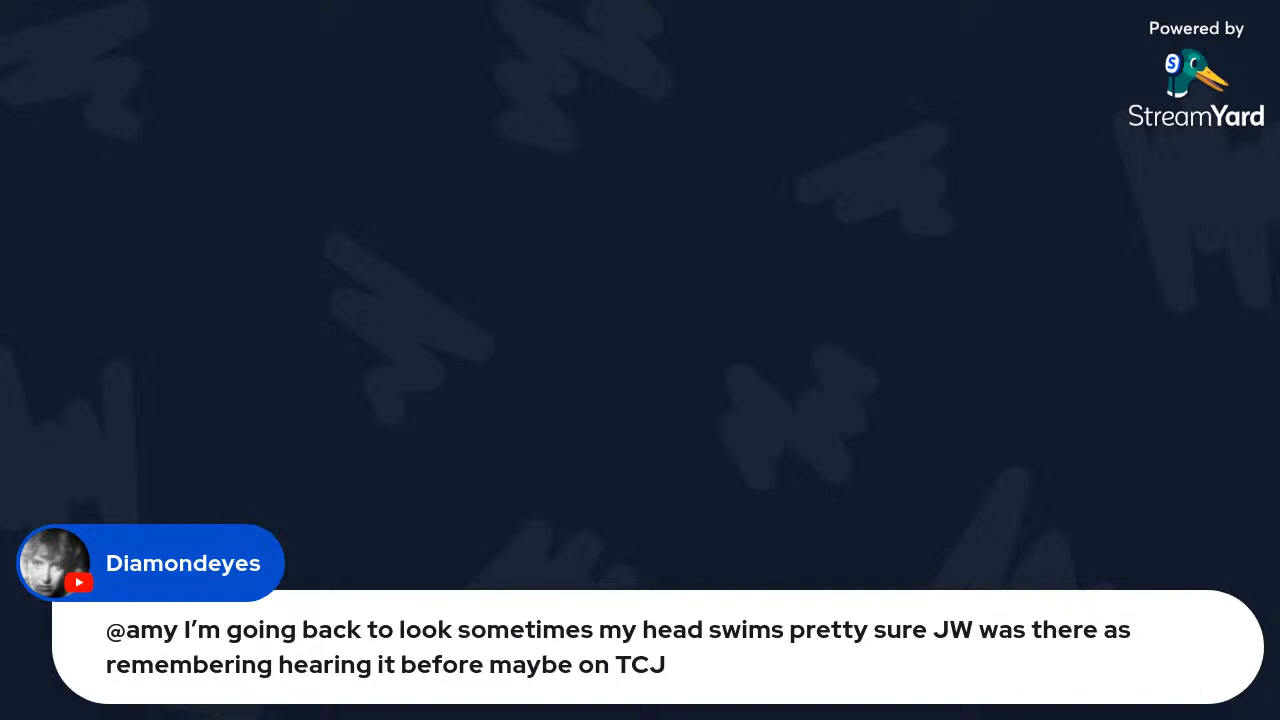 Powered by
StreamYard
Diamondeyes
@amy I’m going back to look sometimes my head swims pretty sure JW was there as
remembering hearing it before maybe on TCJ